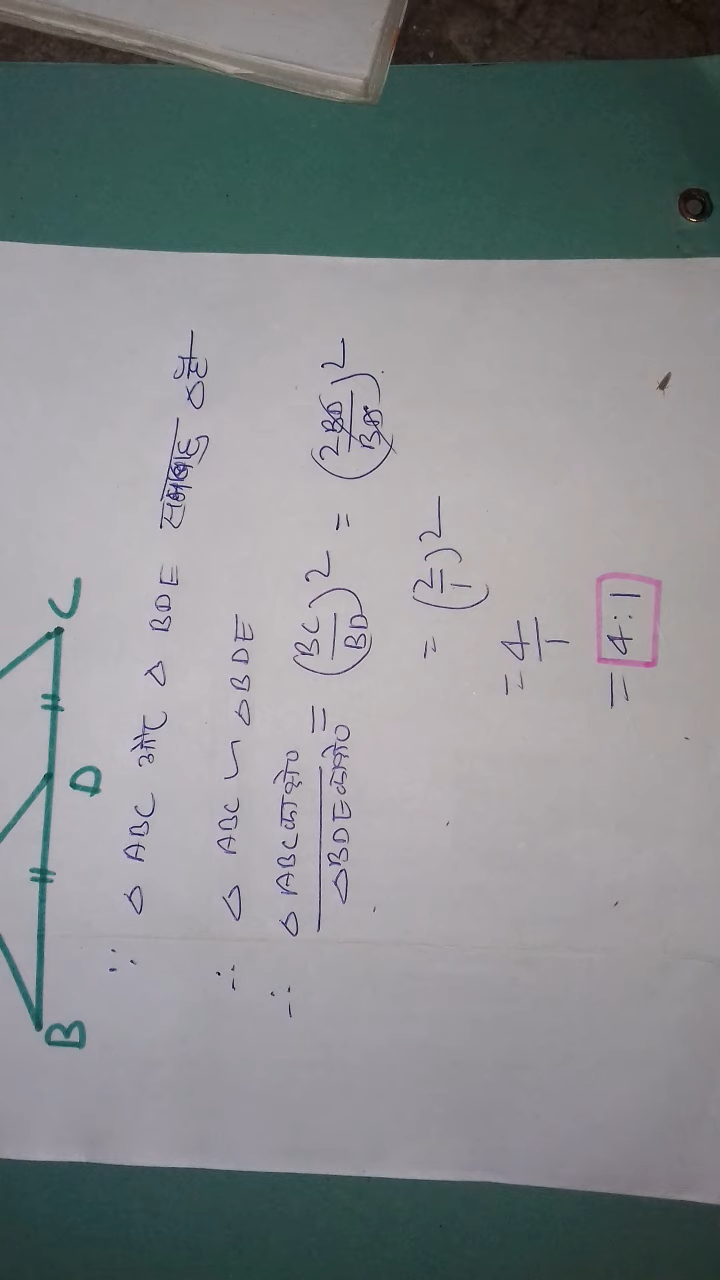 B D C
∵ △ ABC और △ BDE समबाहु △ है
∴ △ ABC ∽ △BDE
∴ △ ABC का क्षे० / △BDE का क्षे० = (BC/BD)² = (2BD/BD)²
= (2/1)²
= 4/1
= 4:1